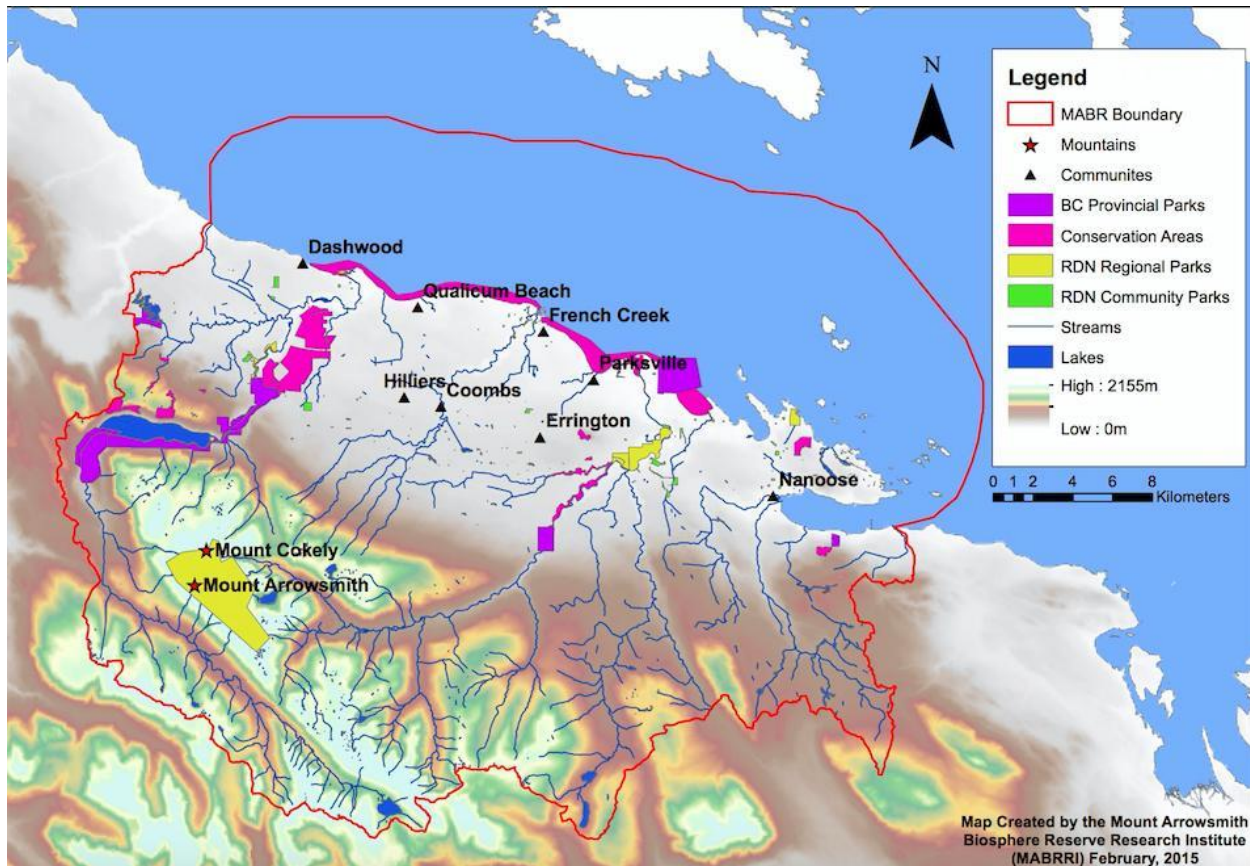 N
Legend
MABR Boundary
Mountains
Communites
BC Provincial Parks
Conservation Areas
RDN Regional Parks
RDN Community Parks
Streams
Lakes
High : 2155m
Low : 0m
0 1 2 4 6 8
Kilometers
Dashwood
Qualicum Beach
French Creek
Parksville
Hilliers
Coombs
Errington
Nanoose
Mount Cokely
Mount Arrowsmith
Map Created by the Mount Arrowsmith
Biosphere Reserve Research Institute
(MABRRI) February, 2015